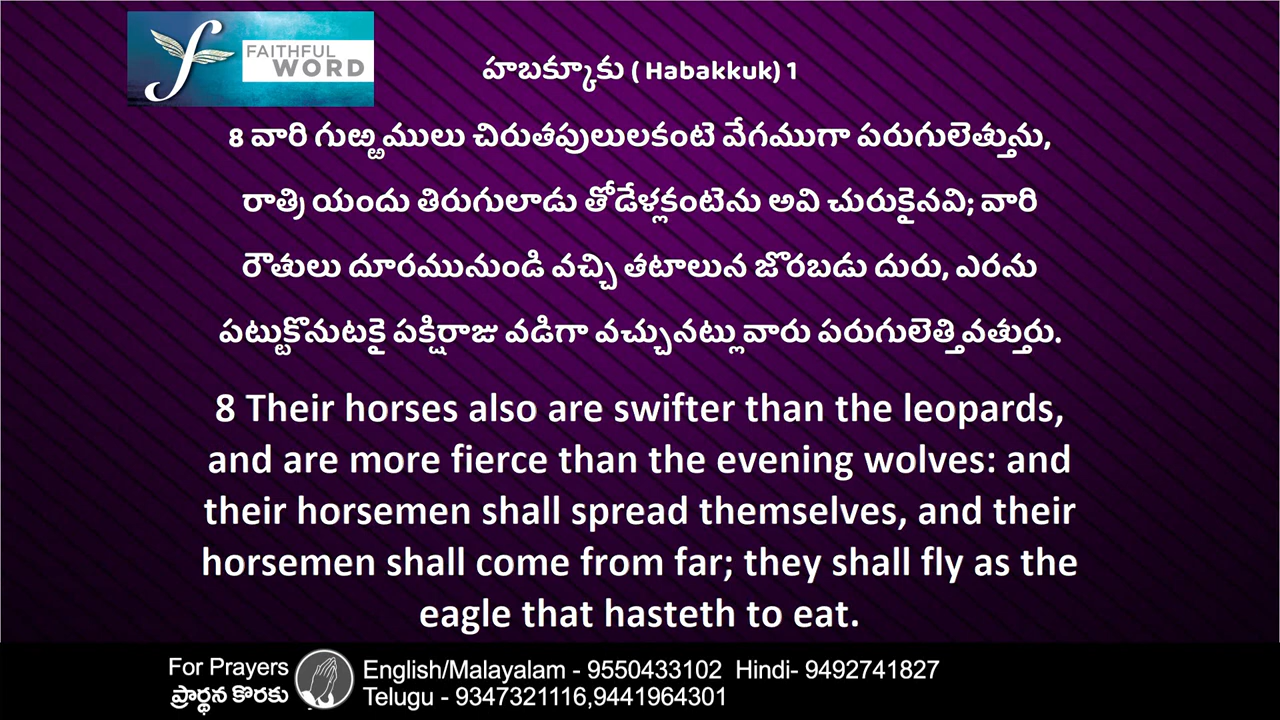 FAITHFUL
WORD
హబక్కూకు ( Habakkuk) 1
8 వారి గుఱ్ఱములు చిరుతపులులకంటె వేగముగా పరుగులెత్తును,
రాత్రి యందు తిరుగులాడు తోడేళ్లకంటెను అవి చురుకైనవి; వారి
రౌతులు దూరమునుండి వచ్చి తటాలున జొరబడు దురు, ఎరను
పట్టుకొనుటకై పక్షిరాజు వడిగా వచ్చునట్లువారు పరుగులెత్తివత్తుర్తు.
8 Their horses also are swifter than the leopards,
and are more fierce than the evening wolves: and
their horsemen shall spread themselves, and their
horsemen shall come from far; they shall fly as the
eagle that hasteth to eat.
For Prayers
ప్రార్థన కొరకు
English/Malayalam - 9550433102  Hindi- 9492741827
Telugu - 9347321116,9441964301